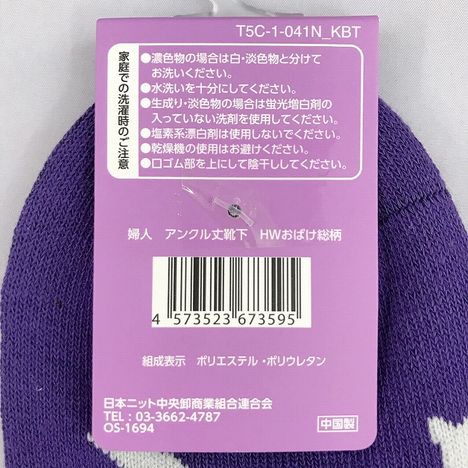 T5C-1-041N_KBT
家庭での洗濯時のご注意
●濃色物の場合は白・淡色物と分けて
お洗いください。
●水洗いを十分にしてください。
●生成り・淡色物の場合は蛍光増白剤の
入っていない洗剤を使用してください。
●塩素系漂白剤は使用しないでください。
●乾燥機の使用はお避けください。
●口ゴム部を上にして陰干ししてください。
婦人 アンクル丈靴下 HWおばけ総柄
4 573523 673595
組成表示 ポリエステル・ポリウレタン
日本ニット中央卸商業組合連合会
TEL : 03-3662-4787
OS-1694
中国製